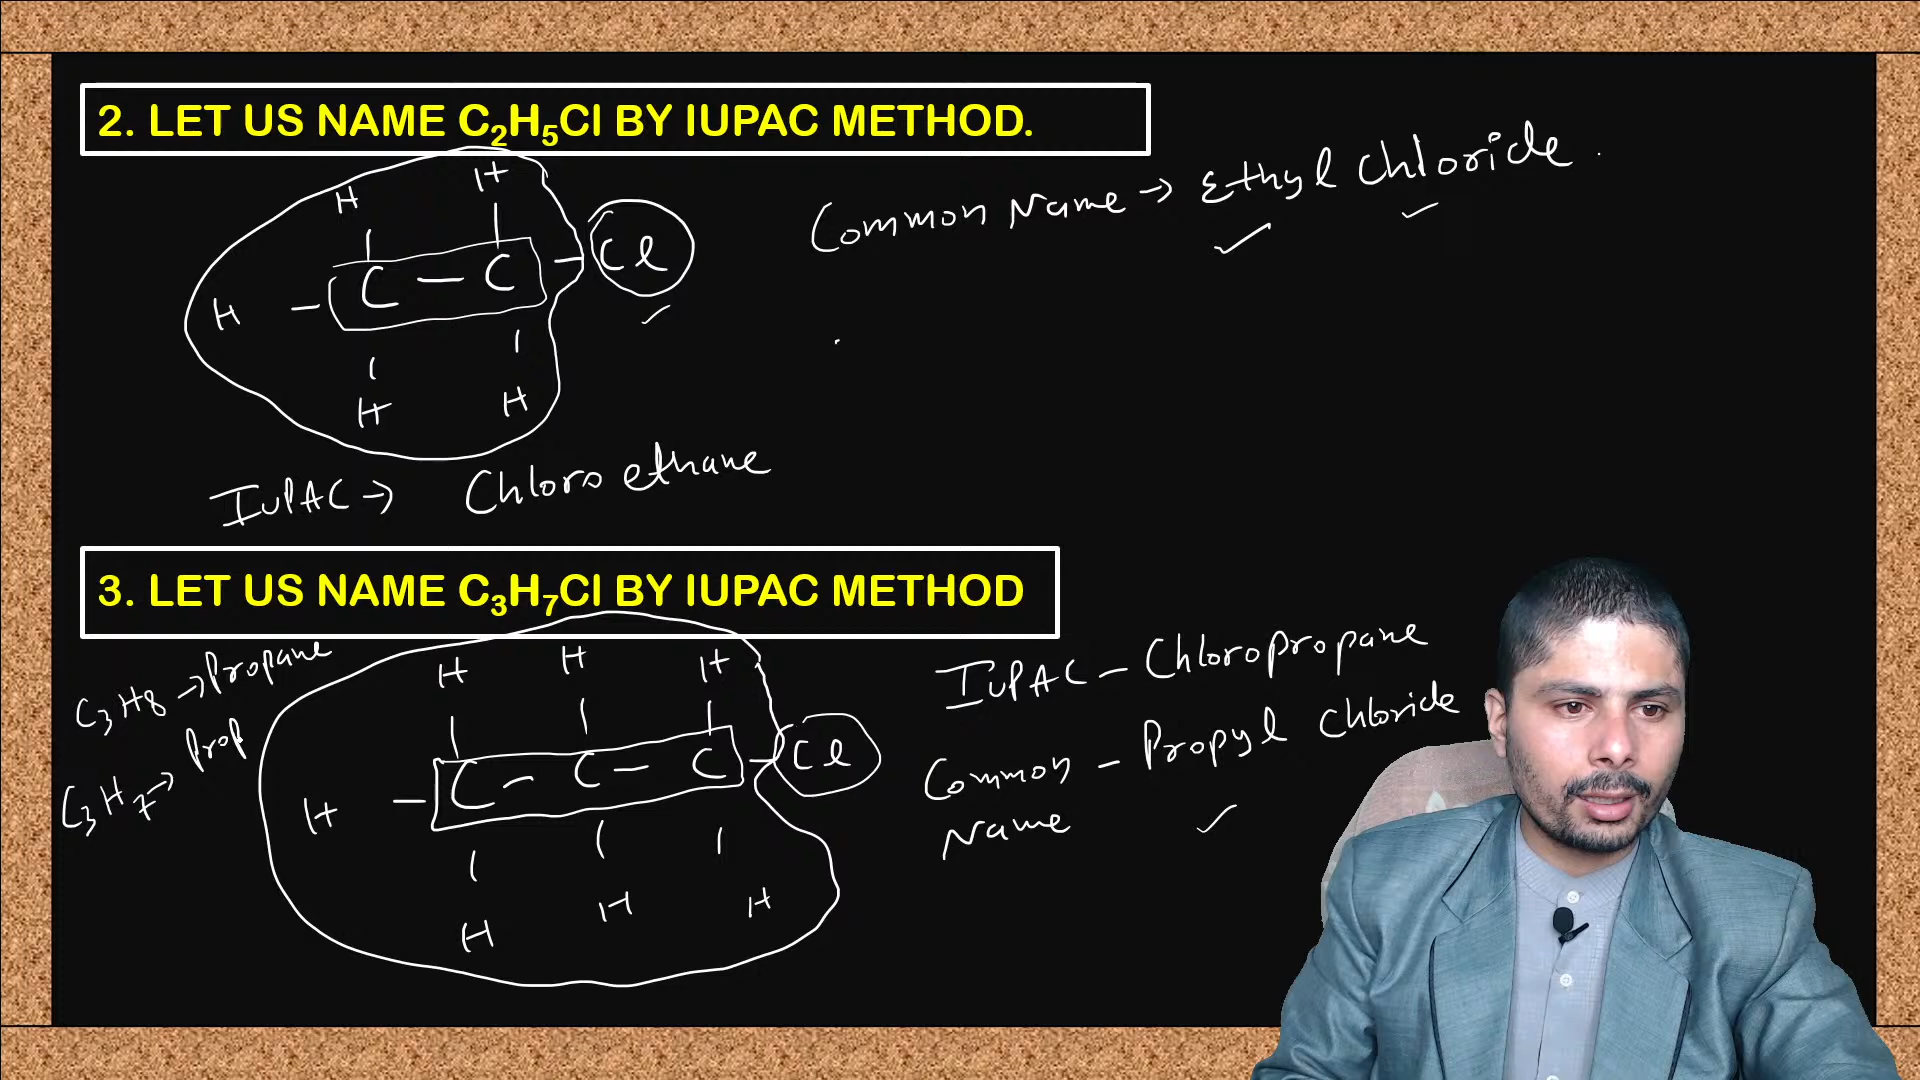 2. LET US NAME C₂H₅Cl BY IUPAC METHOD.
Common Name → Ethyl Chloride.
H H
H - C - C - Cl
H H
IUPAC → Chloro ethane
3. LET US NAME C₃H₇Cl BY IUPAC METHOD
C₃H₈ → Propane
C₃H₇ → Prop
H H H
H - C - C - C - Cl
H H H
IUPAC - Chloropropane
Common Name - Propyl Chloride